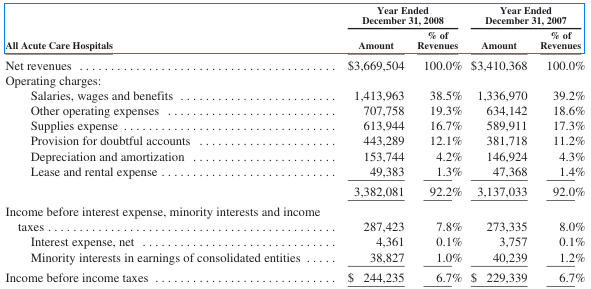 Year Ended Year Ended
December 31, 2008 December 31, 2007
% of % of
All Acute Care Hospitals Amount Revenues Amount Revenues
Net revenues . . . . . . . . . . . . . . . . . . . . . . . . . . . . . . . . . . . . . . . . $3,669,504 100.0% $3,410,368 100.0%
Operating charges:
Salaries, wages and benefits . . . . . . . . . . . . . . . . . . . . . . . . 1,413,963 38.5% 1,336,970 39.2%
Other operating expenses . . . . . . . . . . . . . . . . . . . . . . . . . . 707,758 19.3% 634,142 18.6%
Supplies expense . . . . . . . . . . . . . . . . . . . . . . . . . . . . . . . . . 613,944 16.7% 589,911 17.3%
Provision for doubtful accounts . . . . . . . . . . . . . . . . . . . . . . 443,289 12.1% 381,718 11.2%
Depreciation and amortization . . . . . . . . . . . . . . . . . . . . . . 153,744 4.2% 146,924 4.3%
Lease and rental expense . . . . . . . . . . . . . . . . . . . . . . . . . . . 49,383 1.3% 47,368 1.4%
3,382,081 92.2% 3,137,033 92.0%
Income before interest expense, minority interests and income
taxes . . . . . . . . . . . . . . . . . . . . . . . . . . . . . . . . . . . . . . . . . . . . 287,423 7.8% 273,335 8.0%
Interest expense, net . . . . . . . . . . . . . . . . . . . . . . . . . . . . . . 4,361 0.1% 3,757 0.1%
Minority interests in earnings of consolidated entities . . . . . 38,827 1.0% 40,239 1.2%
Income before income taxes . . . . . . . . . . . . . . . . . . . . . . . . . . . . $ 244,235 6.7% $ 229,339 6.7%